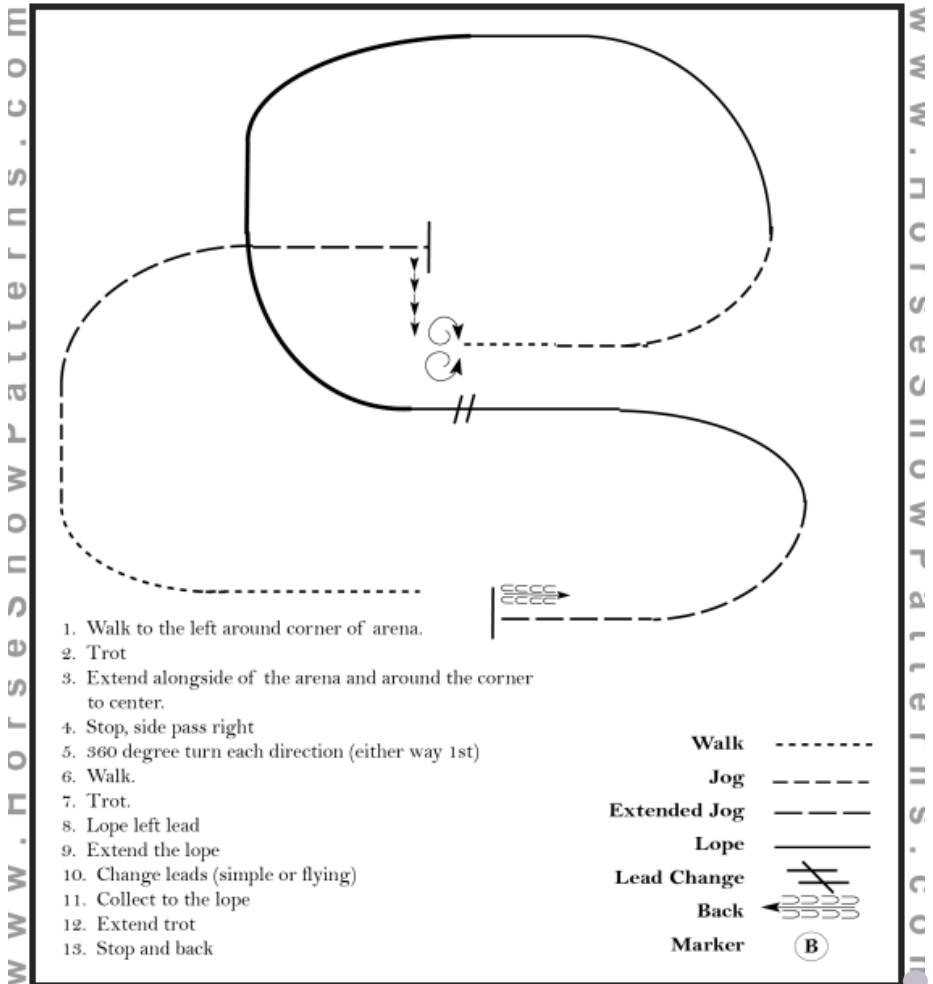 www.HorseShowPatterns.com
1. Walk to the left around corner of arena.
2. Trot
3. Extend alongside of the arena and around the corner
to center.
4. Stop, side pass right
5. 360 degree turn each direction (either way 1st)
6. Walk.
7. Trot.
8. Lope left lead
9. Extend the lope
10. Change leads (simple or flying)
11. Collect to the lope
12. Extend trot
13. Stop and back
Walk
Jog
Extended Jog
Lope
Lead Change
Back
Marker B
www.HorseShowPatterns.com